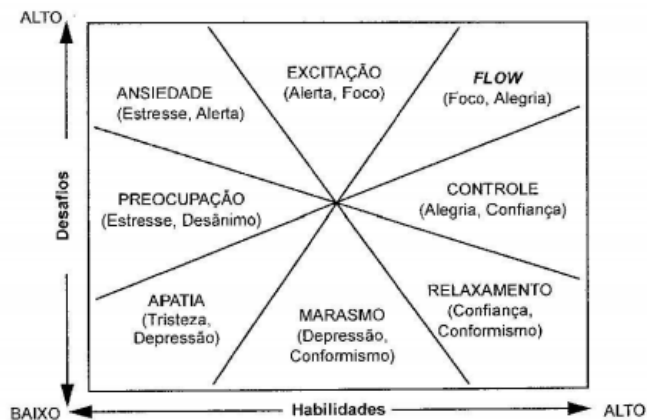 ALTO
EXCITAÇÃO
(Alerta, Foco)
FLOW
(Foco, Alegria)
ANSIEDADE
(Estresse, Alerta)
PREOCUPAÇÃO
(Estresse, Desânimo)
CONTROLE
(Alegria, Confiança)
Desafios
APATIA
(Tristeza,
Depressão)
MARASMO
(Depressão,
Conformismo)
RELAXAMENTO
(Confiança,
Conformismo)
BAIXO
Habilidades
ALTO